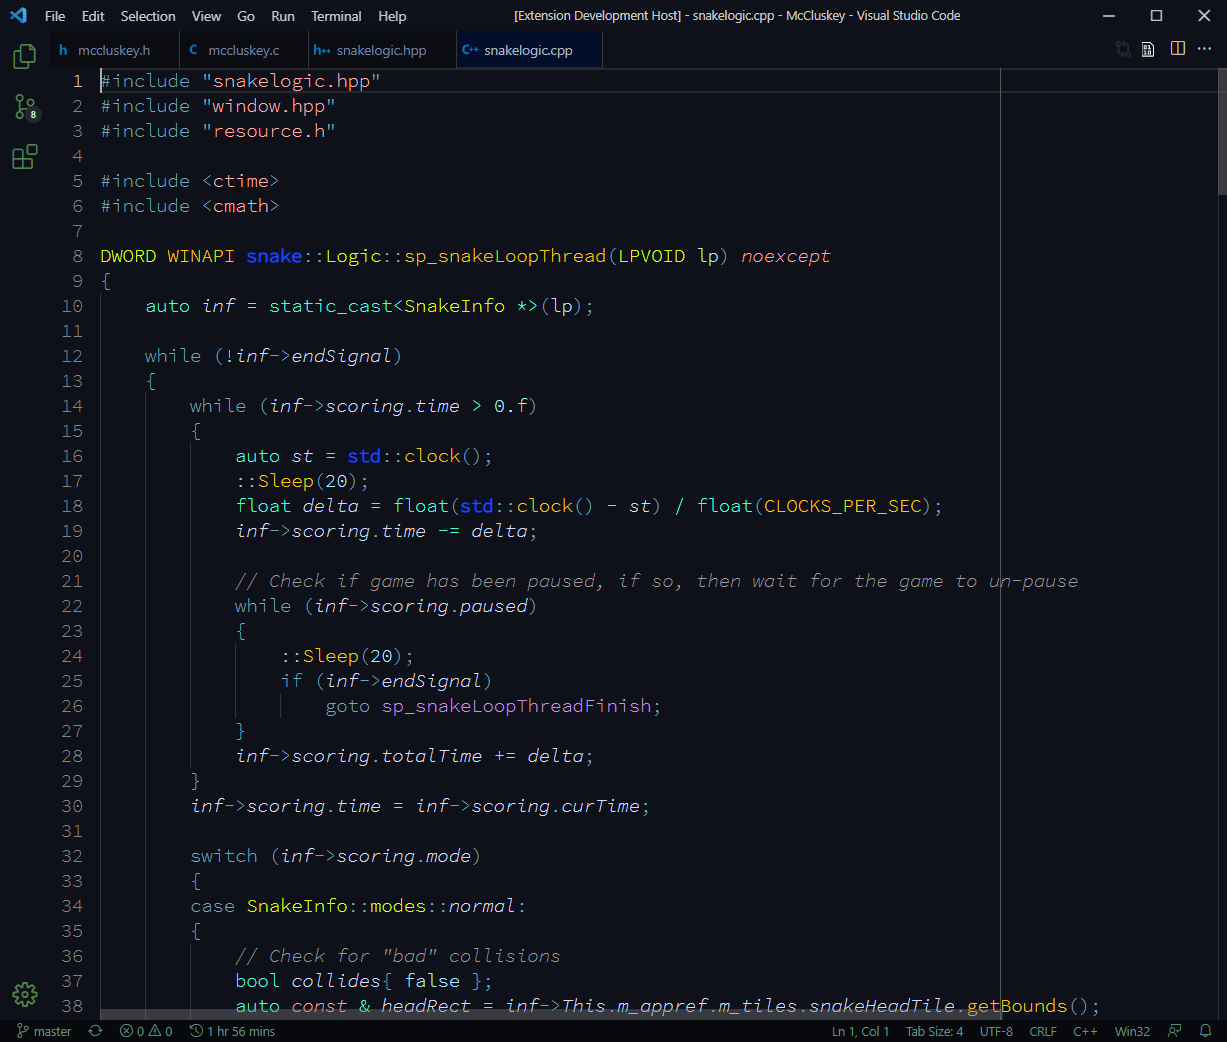 File Edit Selection View Go Run Terminal Help [Extension Development Host] - snakelogic.cpp - McCluskey - Visual Studio Code
h mccluskey.h C mccluskey.c h++ snakelogic.hpp C++ snakelogic.cpp
1 #include "snakelogic.hpp"
2 #include "window.hpp"
3 #include "resource.h"
4
5 #include <ctime>
6 #include <cmath>
7
8 DWORD WINAPI snake::Logic::sp_snakeLoopThread(LPVOID lp) noexcept
9 {
10 auto inf = static_cast<SnakeInfo *>(lp);
11
12 while (!inf->endSignal)
13 {
14 while (inf->scoring.time > 0.f)
15 {
16 auto st = std::clock();
17 ::Sleep(20);
18 float delta = float(std::clock() - st) / float(CLOCKS_PER_SEC);
19 inf->scoring.time -= delta;
20
21 // Check if game has been paused, if so, then wait for the game to un-pause
22 while (inf->scoring.paused)
23 {
24 ::Sleep(20);
25 if (inf->endSignal)
26 goto sp_snakeLoopThreadFinish;
27 }
28 inf->scoring.totalTime += delta;
29 }
30 inf->scoring.time = inf->scoring.curTime;
31
32 switch (inf->scoring.mode)
33 {
34 case SnakeInfo::modes::normal:
35 {
36 // Check for "bad" collisions
37 bool collides{ false };
38 auto const & headRect = inf->This.m_appref.m_tiles.snakeHeadTile.getBounds();
8
master 0 0 1 hr 56 mins Ln 1, Col 1 Tab Size: 4 UTF-8 CRLF C++ Win32